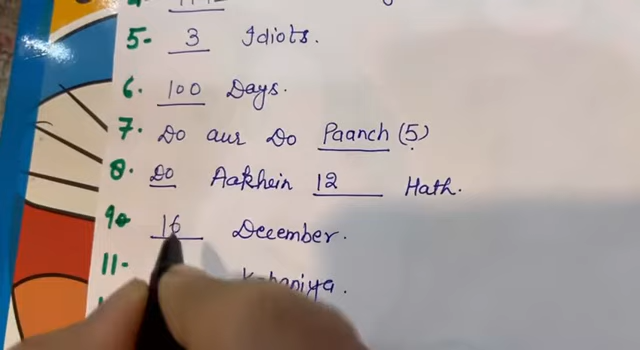 5- 3 Idiots.
6. 100 Days.
7. Do aur Do Paanch (5)
8. Do Aakhein 12 Hath.
9. 16 December.
11-